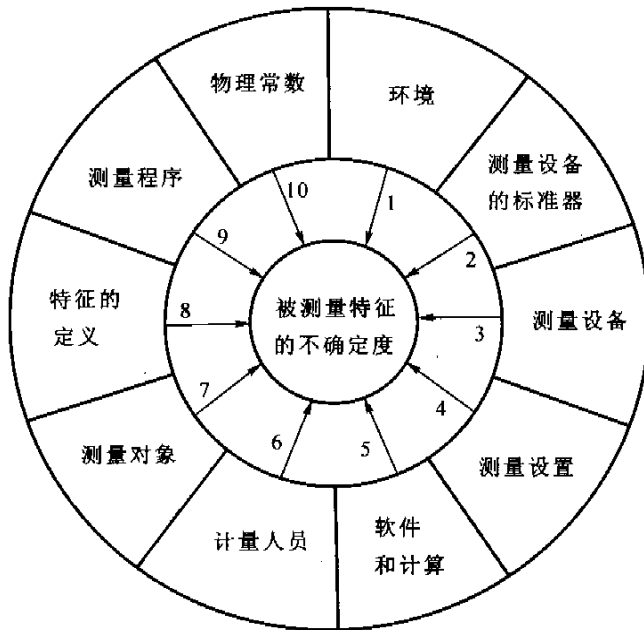 物理常数
环境
测量程序
测量设备
的标准器
10
1
9
2
特征的
定义
8
被测量特征
的不确定度
3
测量设备
7
4
测量对象
6
5
测量设置
计量人员
软件
和计算